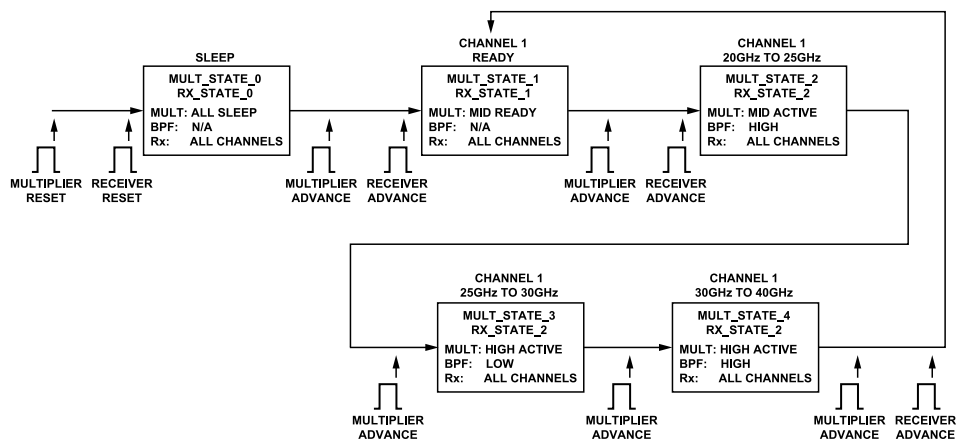 SLEEP
MULT_STATE_0
RX_STATE_0
MULT: ALL SLEEP
BPF: N/A
Rx: ALL CHANNELS
CHANNEL 1
READY
MULT_STATE_1
RX_STATE_1
MULT: MID READY
BPF: N/A
Rx: ALL CHANNELS
CHANNEL 1
20GHz TO 25GHz
MULT_STATE_2
RX_STATE_2
MULT: MID ACTIVE
BPF: HIGH
Rx: ALL CHANNELS
MULTIPLIER
RESET
RECEIVER
RESET
MULTIPLIER
ADVANCE
RECEIVER
ADVANCE
MULTIPLIER
ADVANCE
RECEIVER
ADVANCE
CHANNEL 1
25GHz TO 30GHz
MULT_STATE_3
RX_STATE_2
MULT: HIGH ACTIVE
BPF: LOW
Rx: ALL CHANNELS
CHANNEL 1
30GHz TO 40GHz
MULT_STATE_4
RX_STATE_2
MULT: HIGH ACTIVE
BPF: HIGH
Rx: ALL CHANNELS
MULTIPLIER
ADVANCE
MULTIPLIER
ADVANCE
MULTIPLIER
ADVANCE
RECEIVER
ADVANCE